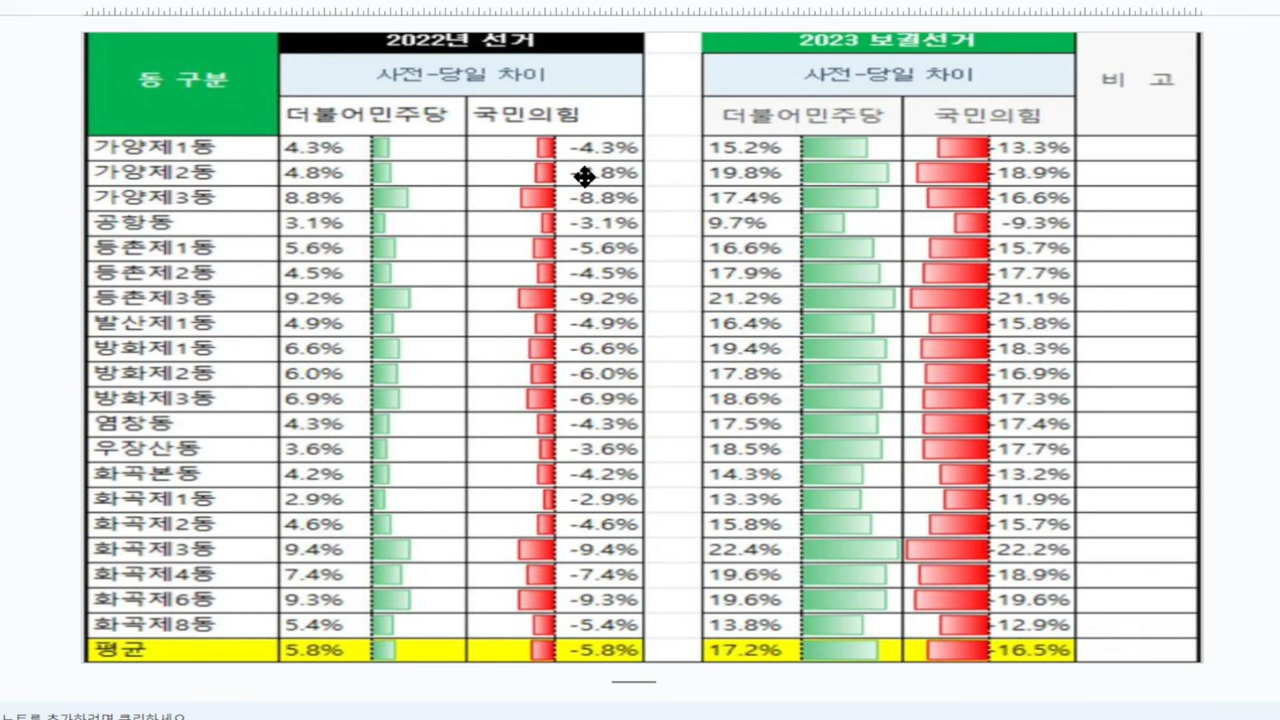 2022년 선거 2023 보결선거
동 구분 사전-당일 차이 사전-당일 차이 비 고
더불어민주당 국민의힘 더불어민주당 국민의힘
가양제1동 4.3% -4.3% 15.2% -13.3%
가양제2동 4.8% 8% 19.8% -18.9%
가양제3동 8.8% -8.8% 17.4% -16.6%
공항동 3.1% -3.1% 9.7% -9.3%
등촌제1동 5.6% -5.6% 16.6% -15.7%
등촌제2동 4.5% -4.5% 17.9% -17.7%
등촌제3동 9.2% -9.2% 21.2% -21.1%
발산제1동 4.9% -4.9% 16.4% -15.8%
방화제1동 6.6% -6.6% 19.4% -18.3%
방화제2동 6.0% -6.0% 17.8% -16.9%
방화제3동 6.9% -6.9% 18.6% -17.3%
염창동 4.3% -4.3% 17.5% -17.4%
우장산동 3.6% -3.6% 18.5% -17.7%
화곡본동 4.2% -4.2% 14.3% -13.2%
화곡제1동 2.9% -2.9% 13.3% -11.9%
화곡제2동 4.6% -4.6% 15.8% -15.7%
화곡제3동 9.4% -9.4% 22.4% -22.2%
화곡제4동 7.4% -7.4% 19.6% -18.9%
화곡제6동 9.3% -9.3% 19.6% -19.6%
화곡제8동 5.4% -5.4% 13.8% -12.9%
평균 5.8% -5.8% 17.2% -16.5%
노트를 추가하려면 클릭하세요